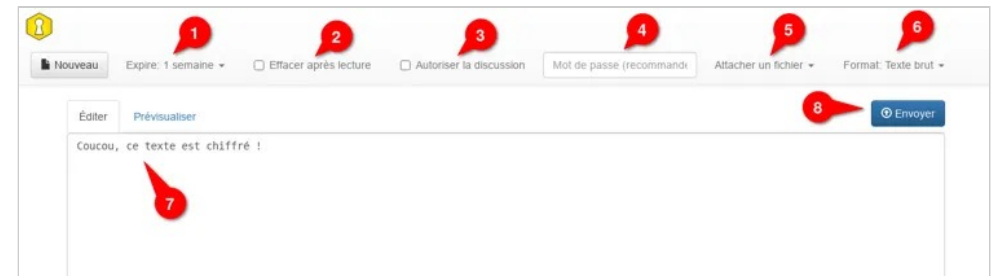 1 2 3 4 5 6
Nouveau Expire: 1 semaine Effacer après lecture Autoriser la discussion Mot de passe (recommandé Attacher un fichier Format: Texte brut
Éditer Prévisualiser 8 Envoyer
Coucou, ce texte est chiffré !
7